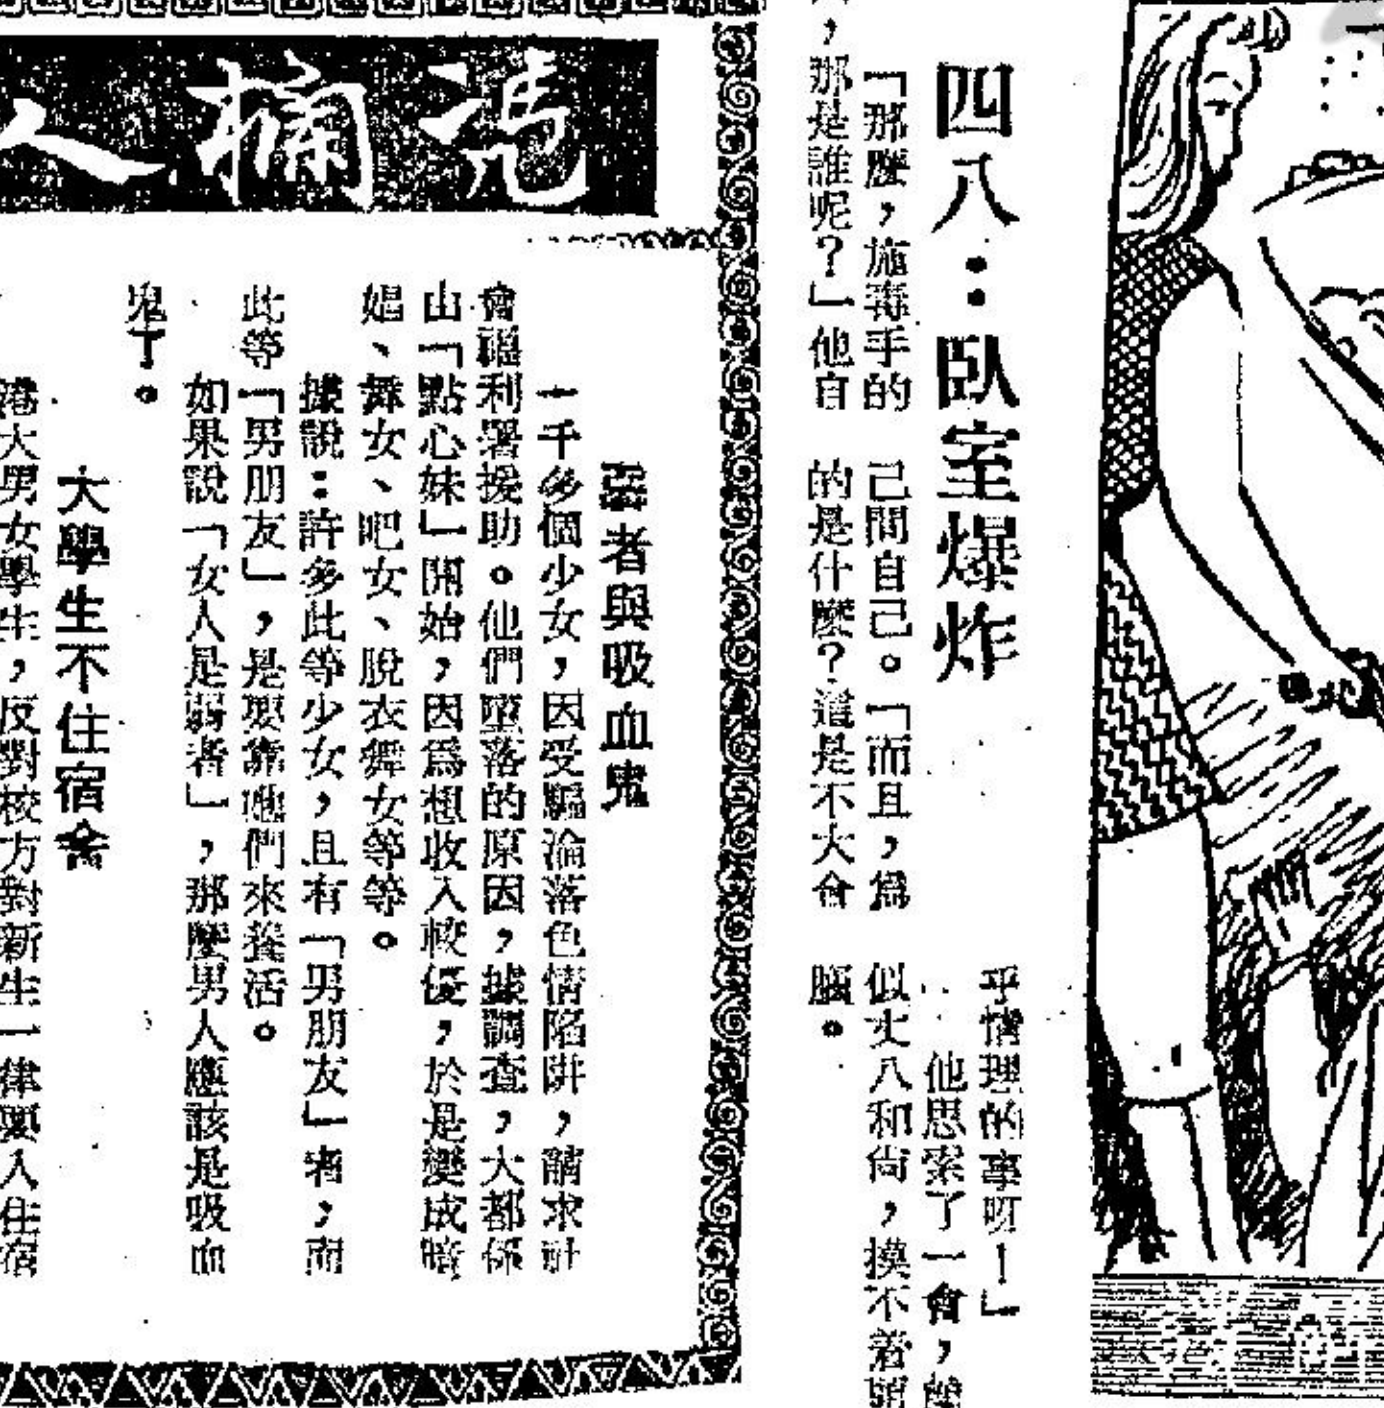 四八：臥室爆炸
「那麼，施毒手的
，那是誰呢？」他自
己問自己。「而且，爲
的是什麼？這是不大合
乎情理的事呀！」
他思索了一會，
似丈八和尙，摸不着頭
腦。
弱者與吸血鬼
一千多個少女，因受騙淪落色情陷阱，請求社
會福利署援助。他們墮落的原因，據調查，大都係
由「點心妹」開始，因爲想收入較優，於是變成暗
娼、舞女、吧女、脫衣舞女等等。
據說：許多此等少女，且有「男朋友」者，而
此等「男朋友」，是要靠她們來養活。
如果說「女人是弱者」，那麼男人應該是吸血
鬼了。
大學生不住宿舍
港大男女學生，反對校方對新生一律要入住宿